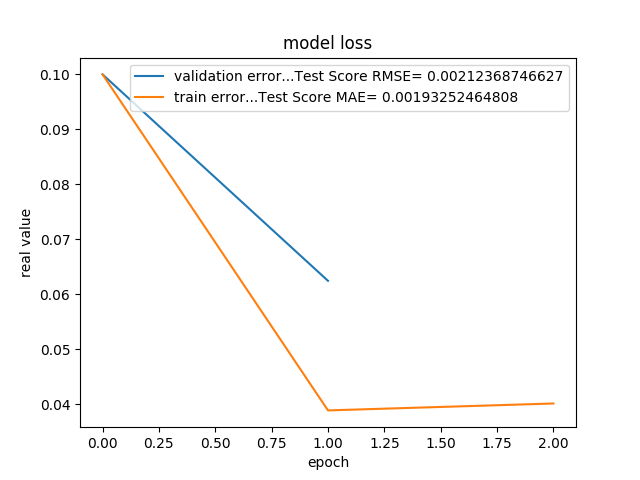 model loss
validation error...Test Score RMSE= 0.00212368746627
train error...Test Score MAE= 0.00193252464808
real value
0.10
0.09
0.08
0.07
0.06
0.05
0.04
0.00 0.25 0.50 0.75 1.00 1.25 1.50 1.75 2.00
epoch